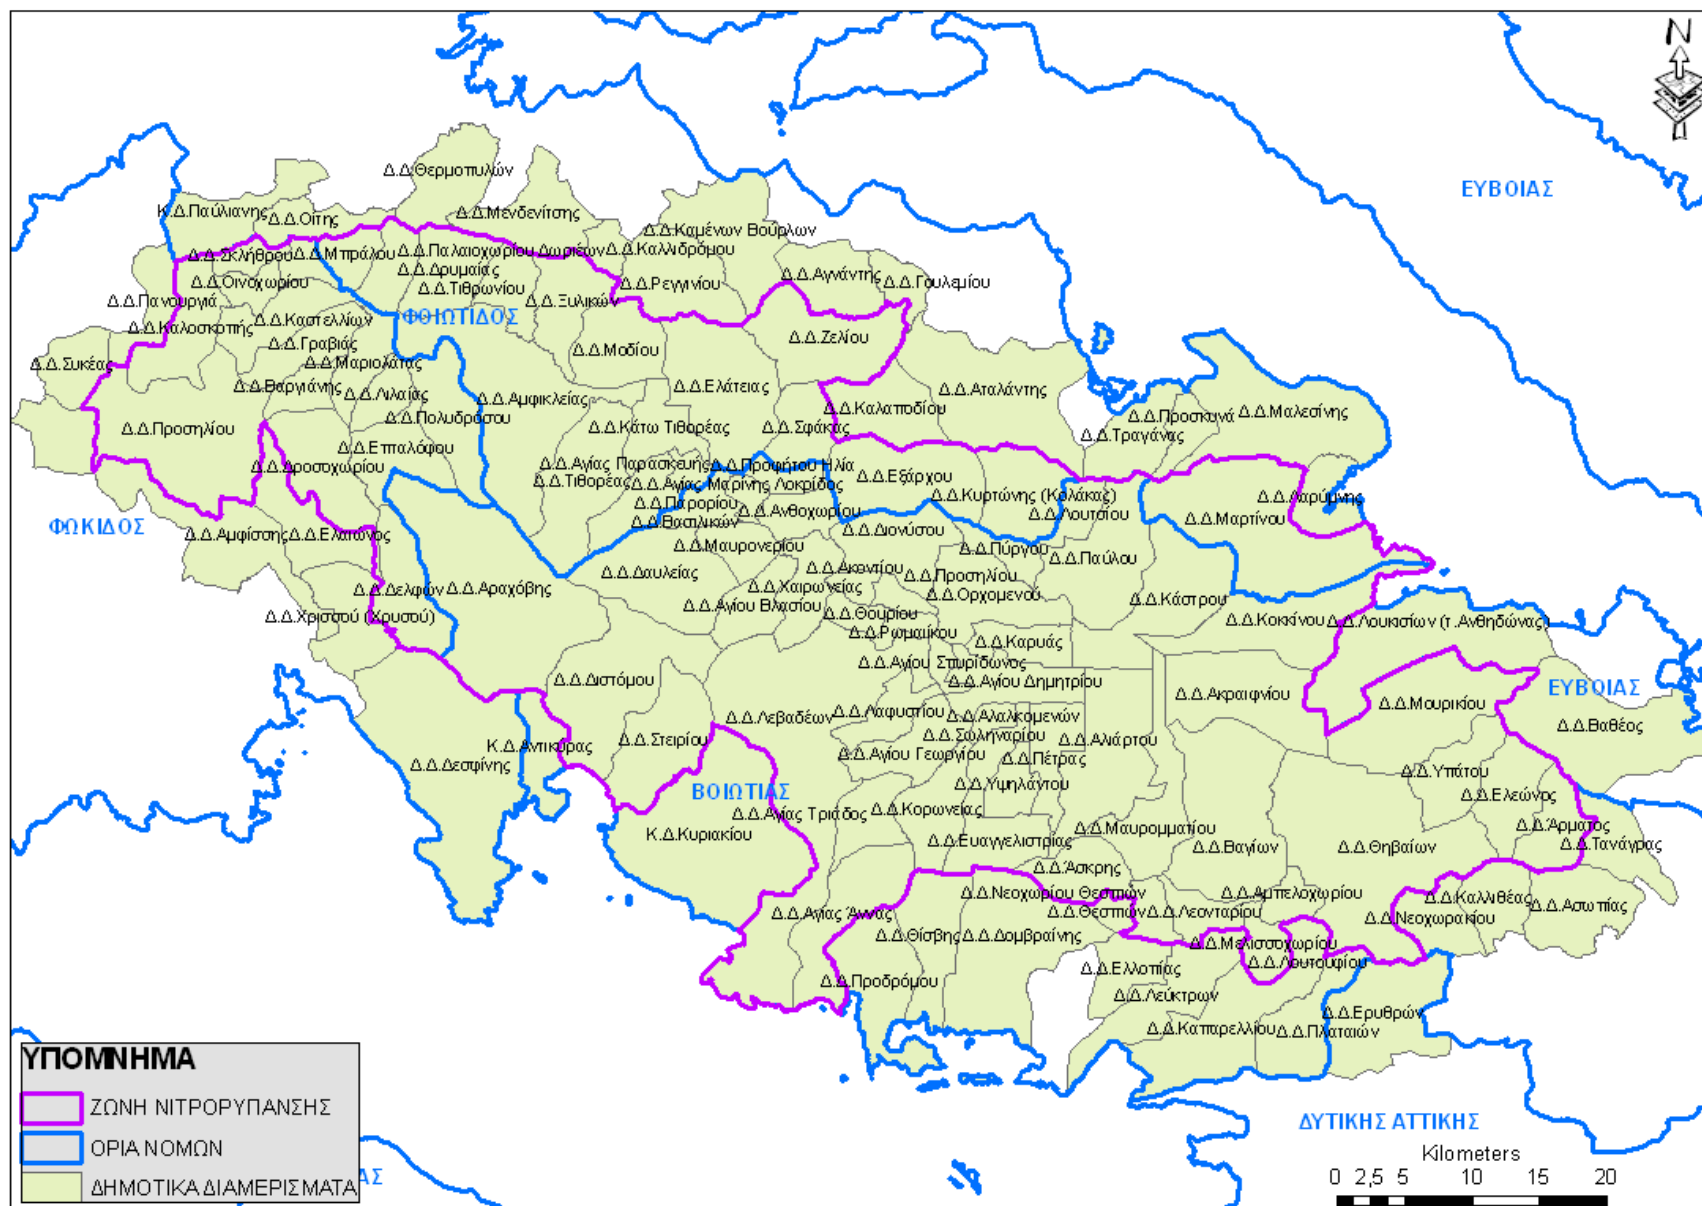 N
ΕΥΒΟΙΑΣ
Δ.Δ.Θερμοπυλών
Κ.Δ.Παύλιανης
Δ.Δ.Οίτης
Δ.Δ.Μενδενίτσης
Δ.Δ.Καμένων Βούρλων
Δ.Δ.Σκλήθρου
Δ.Δ.Μπράλου
Δ.Δ.Παλαιοχωρίου Δωριέων
Δ.Δ.Καλλιδρόμου
Δ.Δ.Δρυμαίας
Δ.Δ.Αγνάντης
Δ.Δ.Γουλεμίου
Δ.Δ.Οινοχωρίου
Δ.Δ.Τιθρωνίου
Δ.Δ.Ρεγγινίου
Δ.Δ.Πανουργιά
Δ.Δ.Ξυλικών
Δ.Δ.Καλοσκοπής
Δ.Δ.Καστελλίων
ΦΘΙΩΤΙΔΟΣ
Δ.Δ.Γραβιάς
Δ.Δ.Μοδίου
Δ.Δ.Ζελίου
Δ.Δ.Συκέας
Δ.Δ.Μαριολάτας
Δ.Δ.Βαργιάνης
Δ.Δ.Λιλαίας
Δ.Δ.Αμφικλείας
Δ.Δ.Ελάτειας
Δ.Δ.Αταλάντης
Δ.Δ.Πολυδρόσου
Δ.Δ.Καλαποδίου
Δ.Δ.Προσκυνά
Δ.Δ.Μαλεσίνης
Δ.Δ.Προσηλίου
Δ.Δ.Κάτω Τιθορέας
Δ.Δ.Σφάκας
Δ.Δ.Τραγάνας
Δ.Δ.Επταλόφου
Δ.Δ.Δροσοχωρίου
Δ.Δ.Αγίας Παρασκευής
Δ.Δ.Προφήτου Ηλία
Δ.Δ.Τιθορέας
Δ.Δ.Αγίας Μαρίνης Λοκρίδος
Δ.Δ.Εξάρχου
Δ.Δ.Παρορίου
Δ.Δ.Κυρτώνης (Κολάκας)
Δ.Δ.Λαρύμνης
Δ.Δ.Βασιλικών
Δ.Δ.Ανθοχωρίου
Δ.Δ.Λουτσίου
Δ.Δ.Μαρτίνου
ΦΩΚΙΔΟΣ
Δ.Δ.Αμφίσσης
Δ.Δ.Ελαιώνος
Δ.Δ.Μαυρονερίου
Δ.Δ.Διονύσου
Δ.Δ.Πύργου
Δ.Δ.Παύλου
Δ.Δ.Δαυλείας
Δ.Δ.Ακοντίου
Δ.Δ.Προσηλίου
Δ.Δ.Δελφών
Δ.Δ.Αράχοβης
Δ.Δ.Χαιρωνείας
Δ.Δ.Ορχομενού
Δ.Δ.Κάστρου
Δ.Δ.Χρισσού (Χρυσού)
Δ.Δ.Αγίου Βλασίου
Δ.Δ.Θουρίου
Δ.Δ.Κοκκίνου
Δ.Δ.Λουκισίων (τ.Ανθηδώνας)
Δ.Δ.Ρωμαίικου
Δ.Δ.Καρυάς
Δ.Δ.Αγίου Σπυρίδωνος
Δ.Δ.Διστόμου
Δ.Δ.Αγίου Δημητρίου
Δ.Δ.Ακραιφνίου
ΕΥΒΟΙΑΣ
Δ.Δ.Μουρικίου
Δ.Δ.Λεβαδέων
Δ.Δ.Λαφυστίου
Δ.Δ.Αλαλκομενών
Δ.Δ.Βαθέος
Δ.Δ.Στειρίου
Δ.Δ.Σωληναρίου
Δ.Δ.Αλιάρτου
Κ.Δ.Αντίκυρας
Δ.Δ.Αγίου Γεωργίου
Δ.Δ.Πέτρας
Δ.Δ.Δεσφίνης
Δ.Δ.Υπάτου
ΒΟΙΩΤΙΑΣ
Δ.Δ.Υψηλάντου
Δ.Δ.Ελεώνος
Δ.Δ.Αγίας Τριάδος
Δ.Δ.Κορωνείας
Κ.Δ.Κυριακίου
Δ.Δ.Μαυρομματίου
Δ.Δ.Άρματος
Δ.Δ.Ευαγγελιστρίας
Δ.Δ.Βαγίων
Δ.Δ.Θηβαίων
Δ.Δ.Τανάγρας
Δ.Δ.Άσκρης
Δ.Δ.Νεοχωρίου Θεσπιών
Δ.Δ.Αμπελοχωρίου
Δ.Δ.Καλλιθέας
Δ.Δ.Ασωπίας
Δ.Δ.Αγίας Άννας
Δ.Δ.Θεσπιών
Δ.Δ.Λεονταρίου
Δ.Δ.Νεοχωρακίου
Δ.Δ.Θίσβης
Δ.Δ.Δομβραίνης
Δ.Δ.Μελισσοχωρίου
Δ.Δ.Λουτουφίου
Δ.Δ.Ελλοπίας
Δ.Δ.Προδρόμου
Δ.Δ.Λεύκτρων
Δ.Δ.Ερυθρών
Δ.Δ.Καπαρελλίου
Δ.Δ.Πλαταιών
ΔΥΤΙΚΗΣ ΑΤΤΙΚΗΣ
ΥΠΟΜΝΗΜΑ
ΖΩΝΗ ΝΙΤΡΟΡΥΠΑΝΣΗΣ
ΟΡΙΑ ΝΟΜΩΝ
ΔΗΜΟΤΙΚΑ ΔΙΑΜΕΡΙΣΜΑΤΑ
ΑΣ
Kilometers
0 2,5 5 10 15 20